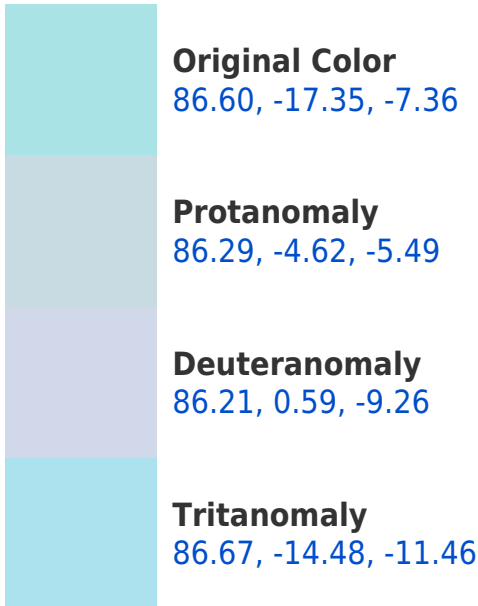 Original Color
86.60, -17.35, -7.36
Protanomaly
86.29, -4.62, -5.49
Deuteranomaly
86.21, 0.59, -9.26
Tritanomaly
86.67, -14.48, -11.46